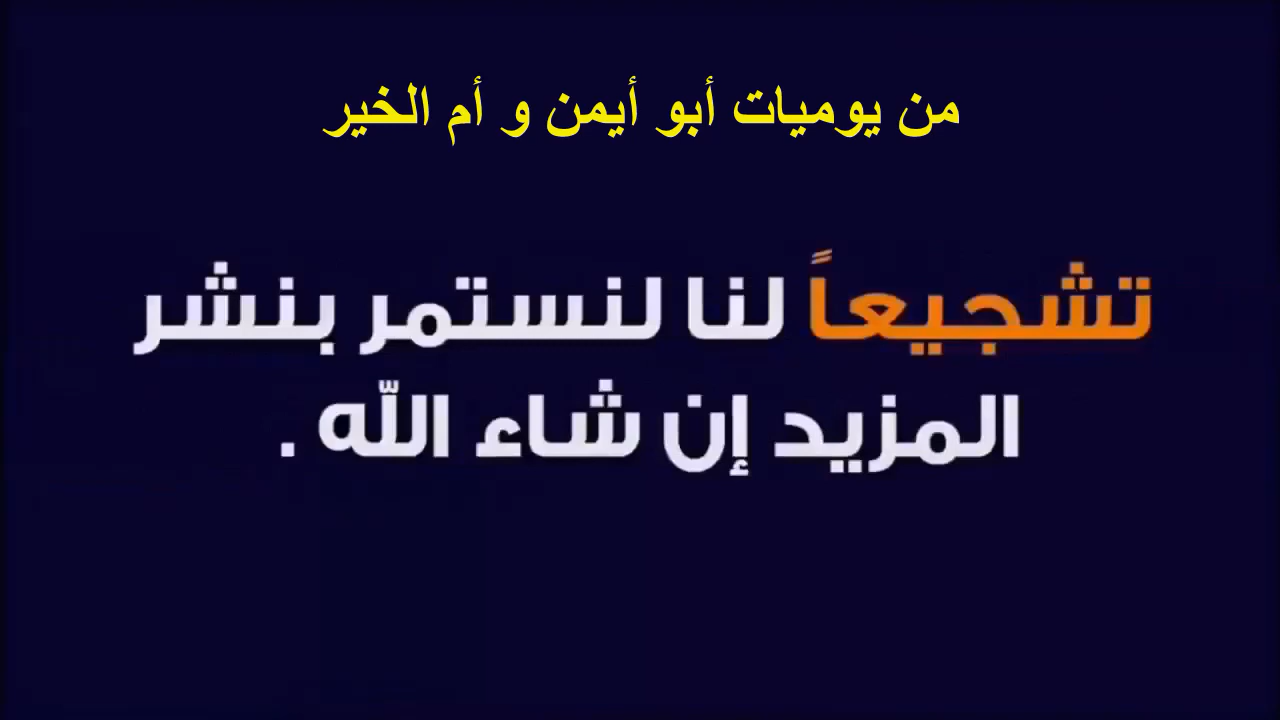 من يوميات أبو أيمن و أم الخير
تشجيعاً لنا لنستمر بنشر
المزيد إن شاء الله .